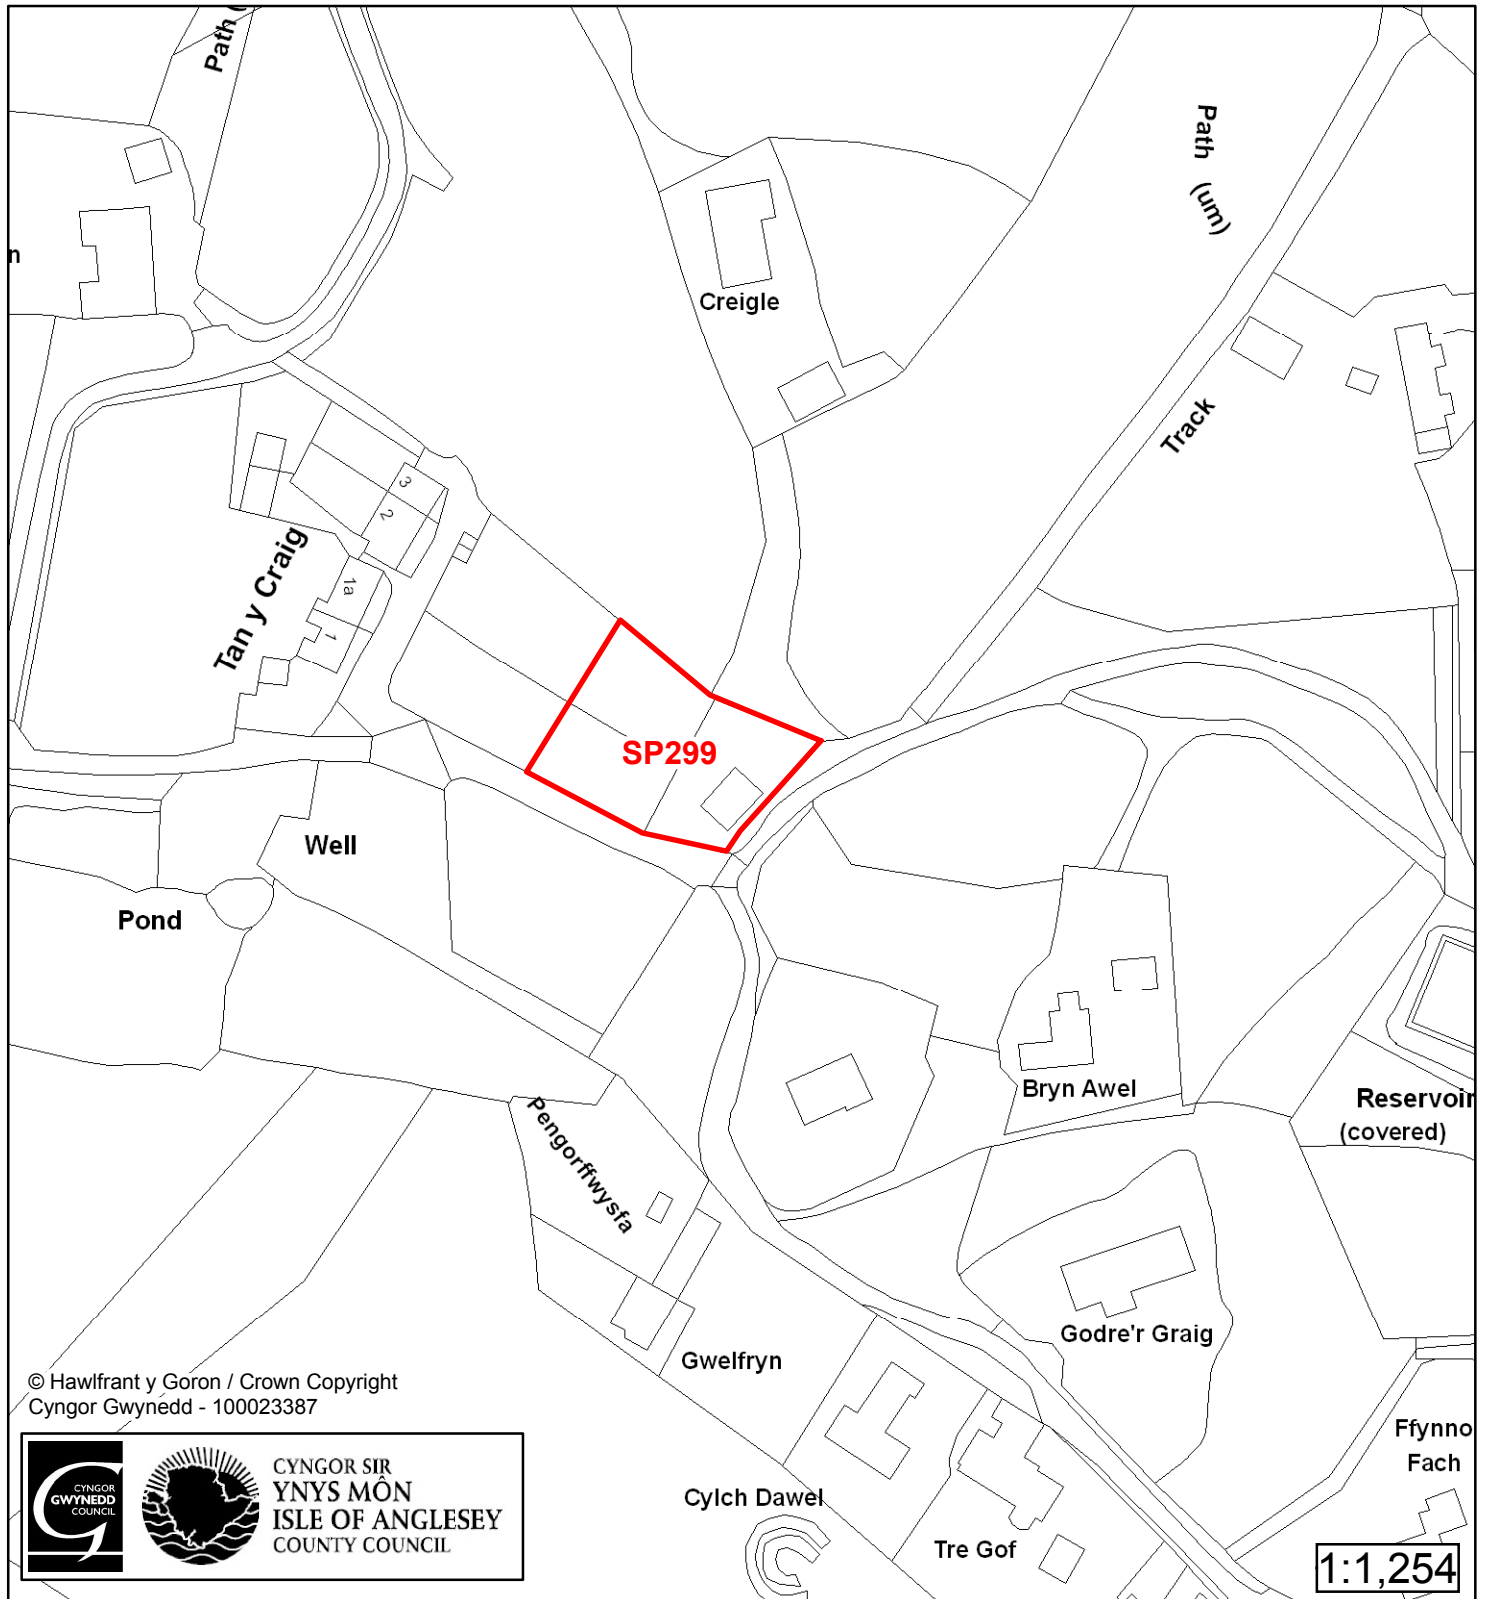 Path (
Path (um)
n
Creigle
Track
3
2
1a
1
Tan y Craig
SP299
Well
Pond
Bryn Awel
Reservoir
(covered)
Pengorffwysfa
Godre'r Graig
Gwelfryn
© Hawlfraint y Goron / Crown Copyright
Cyngor Gwynedd - 100023387
Ffynno
Fach
Cylch Dawel
Tre Gof
CYNGOR
GWYNEDD
COUNCIL
CYNGOR SIR
YNYS MÔN
ISLE OF ANGLESEY
COUNTY COUNCIL
1:1,254